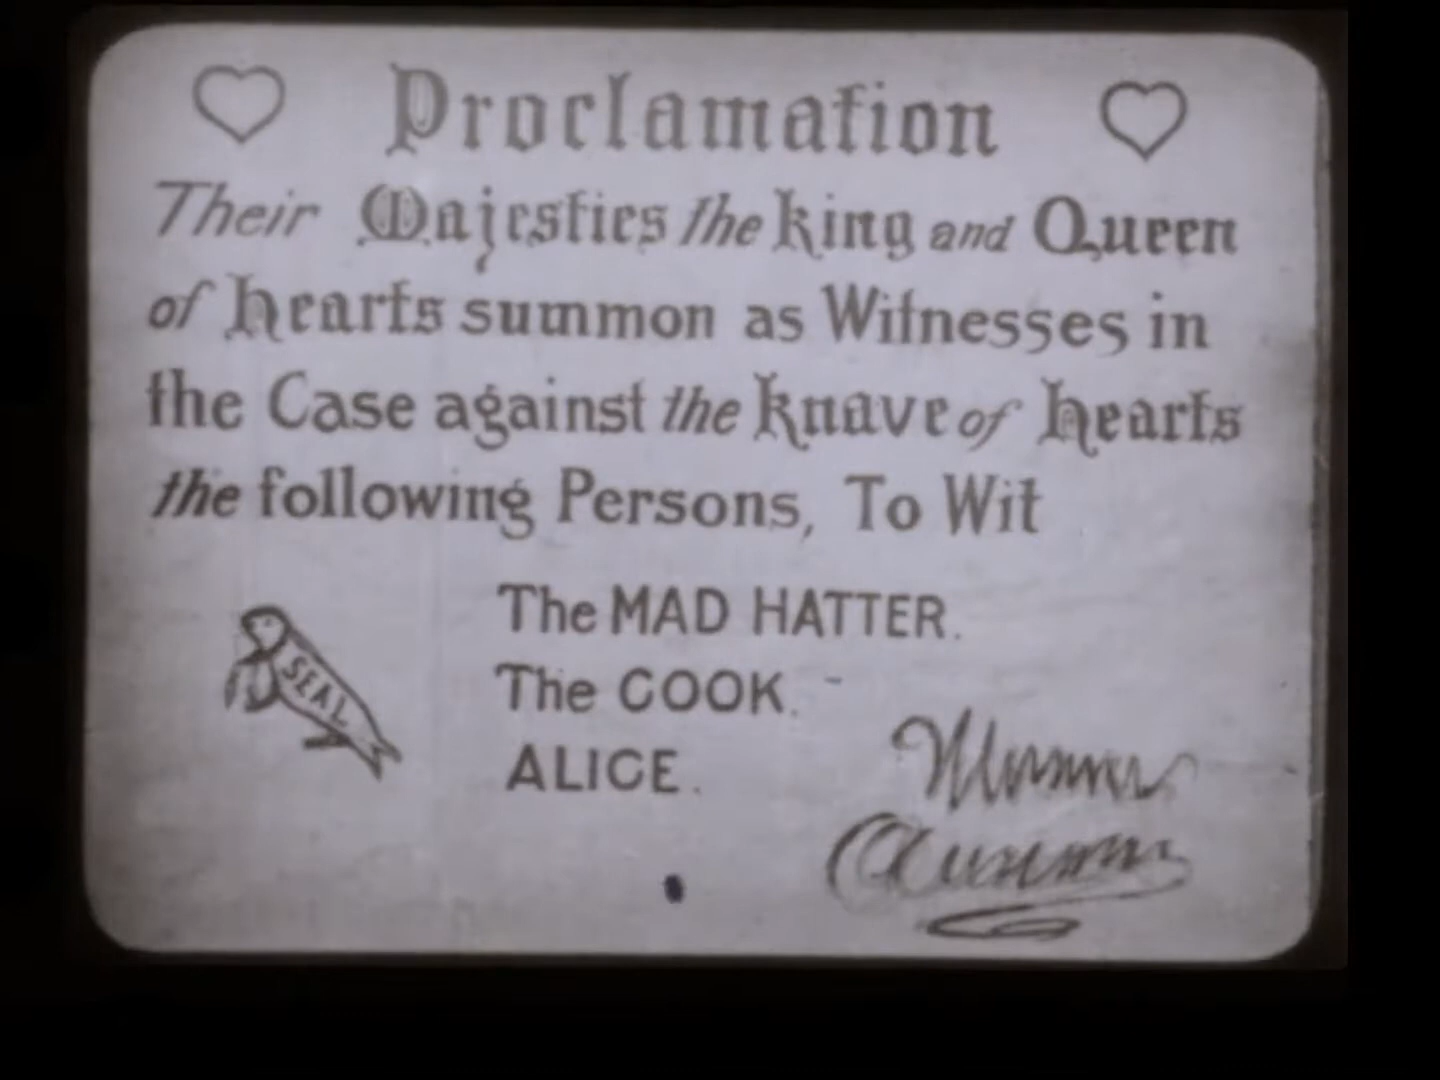 Proclamation
Their Majesties the King and Queen
of Hearts summon as Witnesses in
the Case against the Knave of Hearts
the following Persons, To Wit
The MAD HATTER.
The COOK.
ALICE.
SEAL